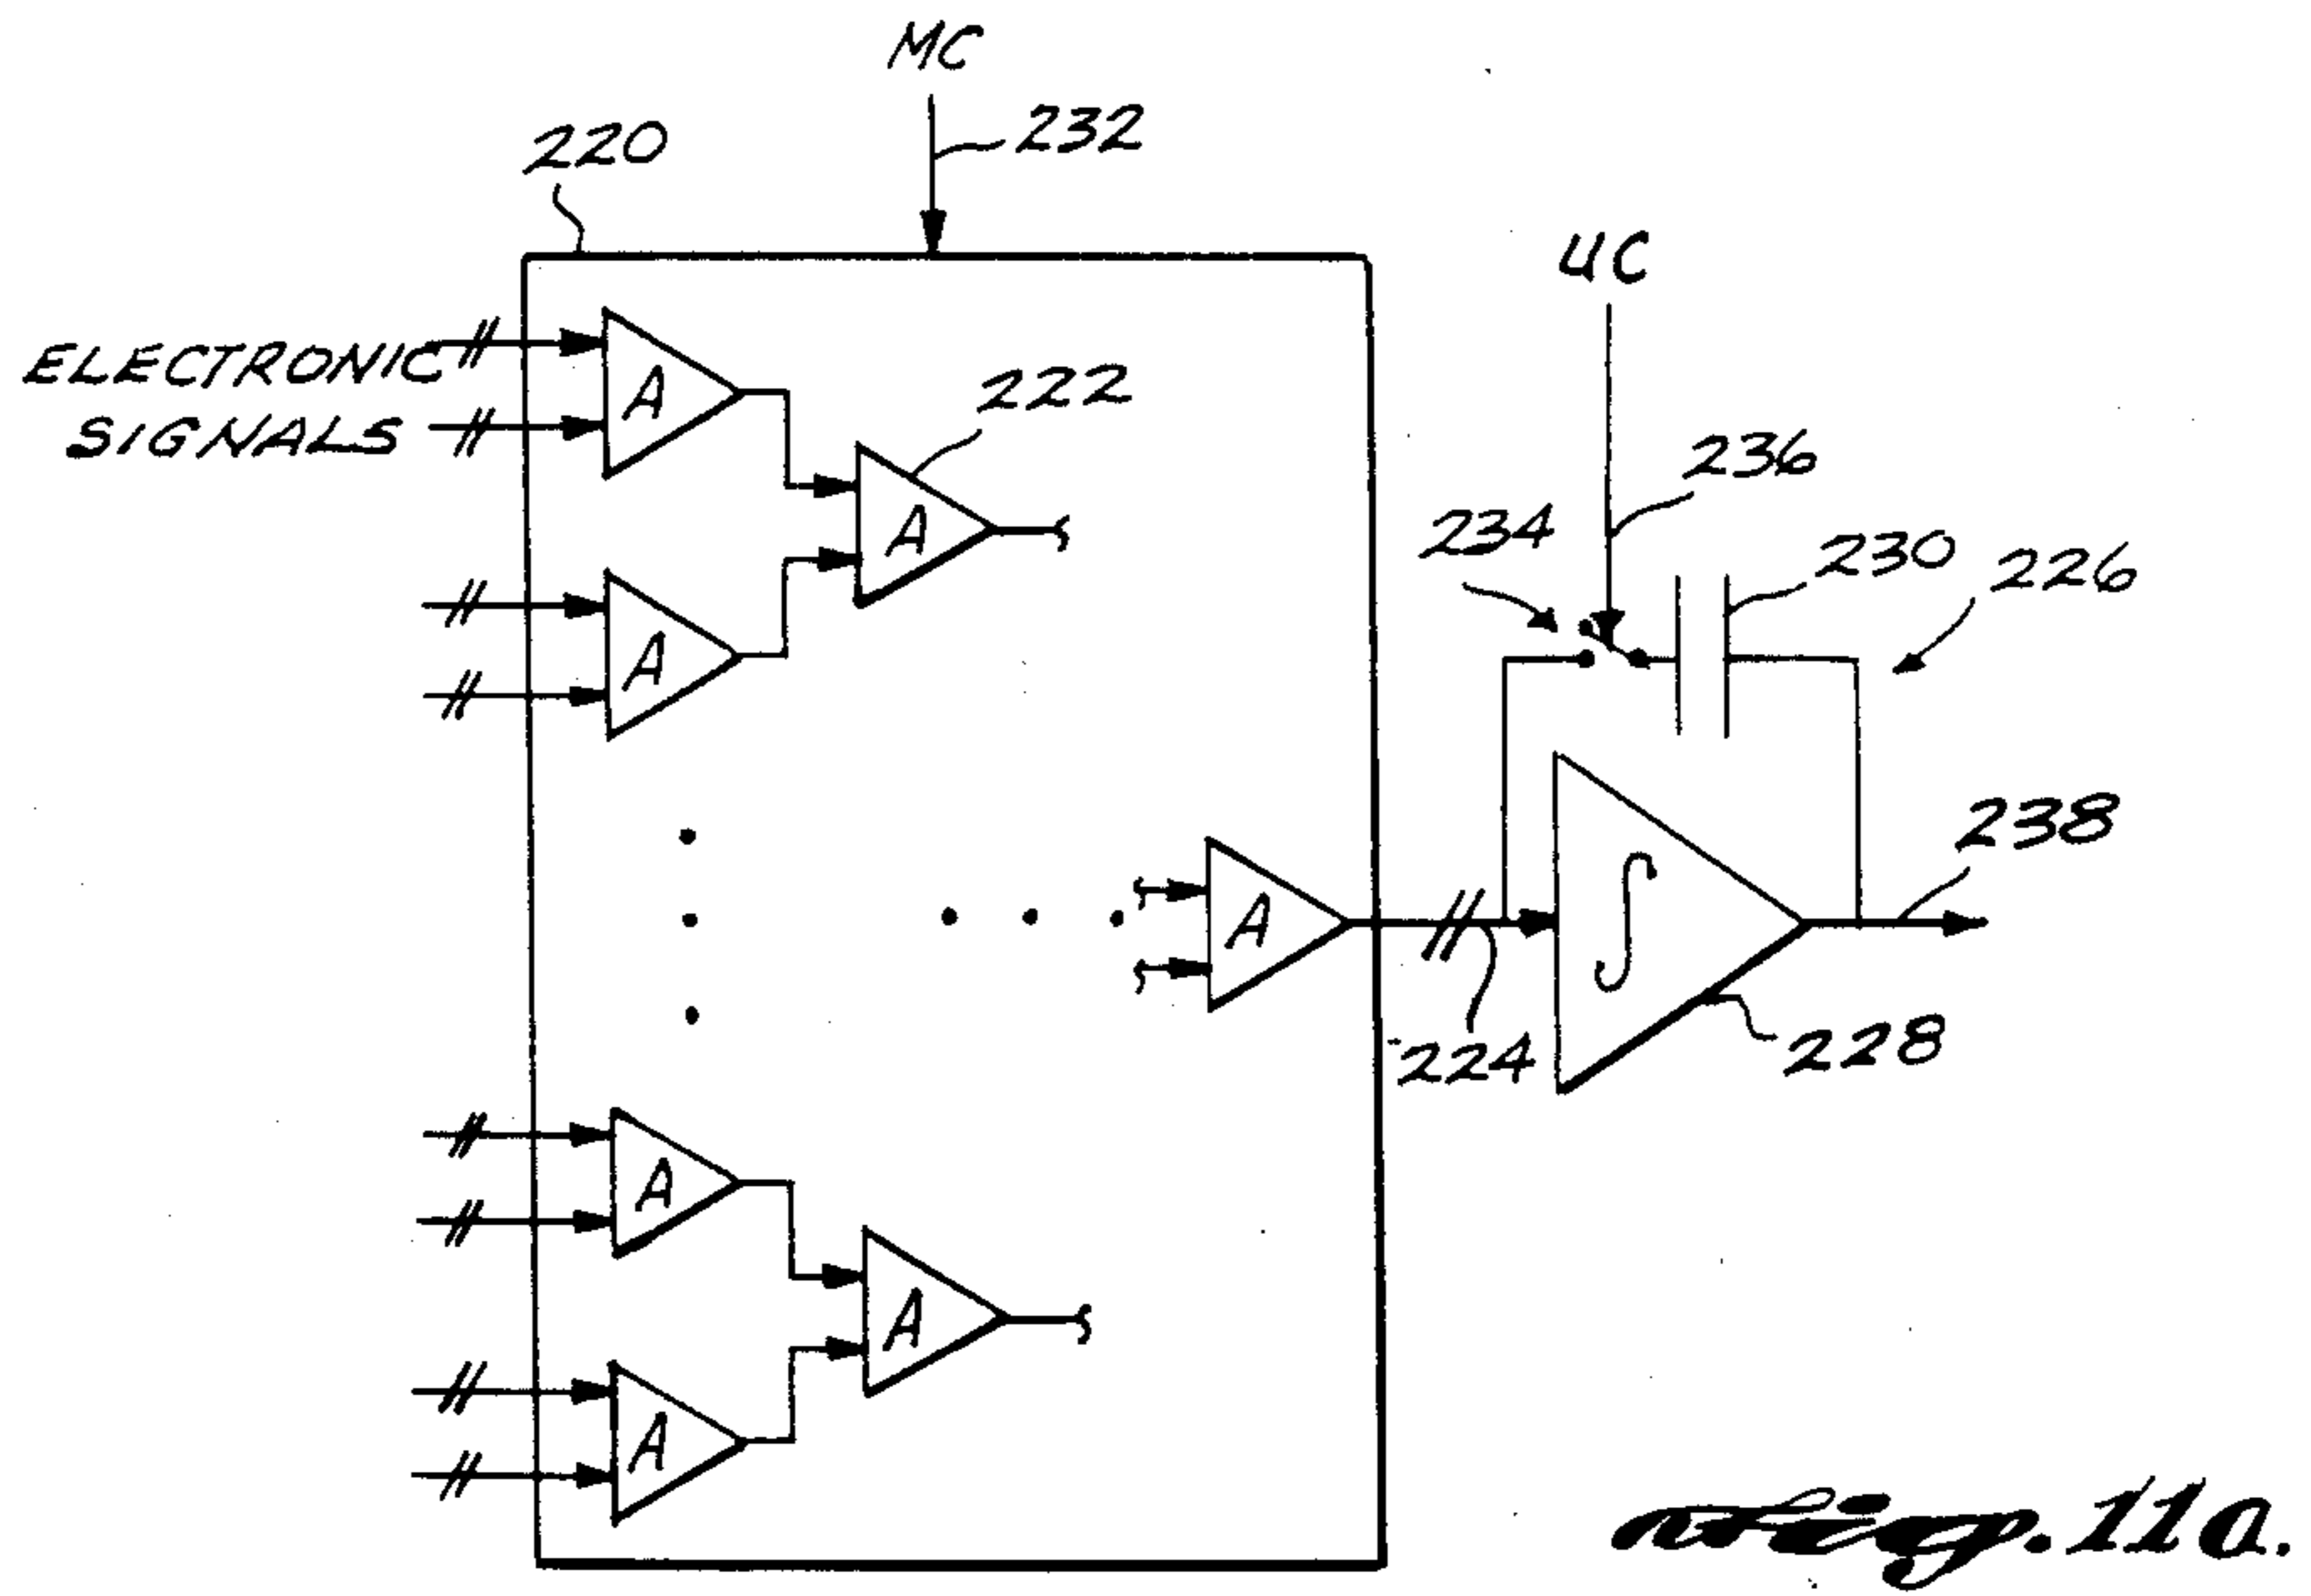 MC
232
220
UC
ELECTRONIC
SIGNALS
A
222
A
236
234
230
226
A
238
A
∫
224
228
A
A
A
Fig. 11a.